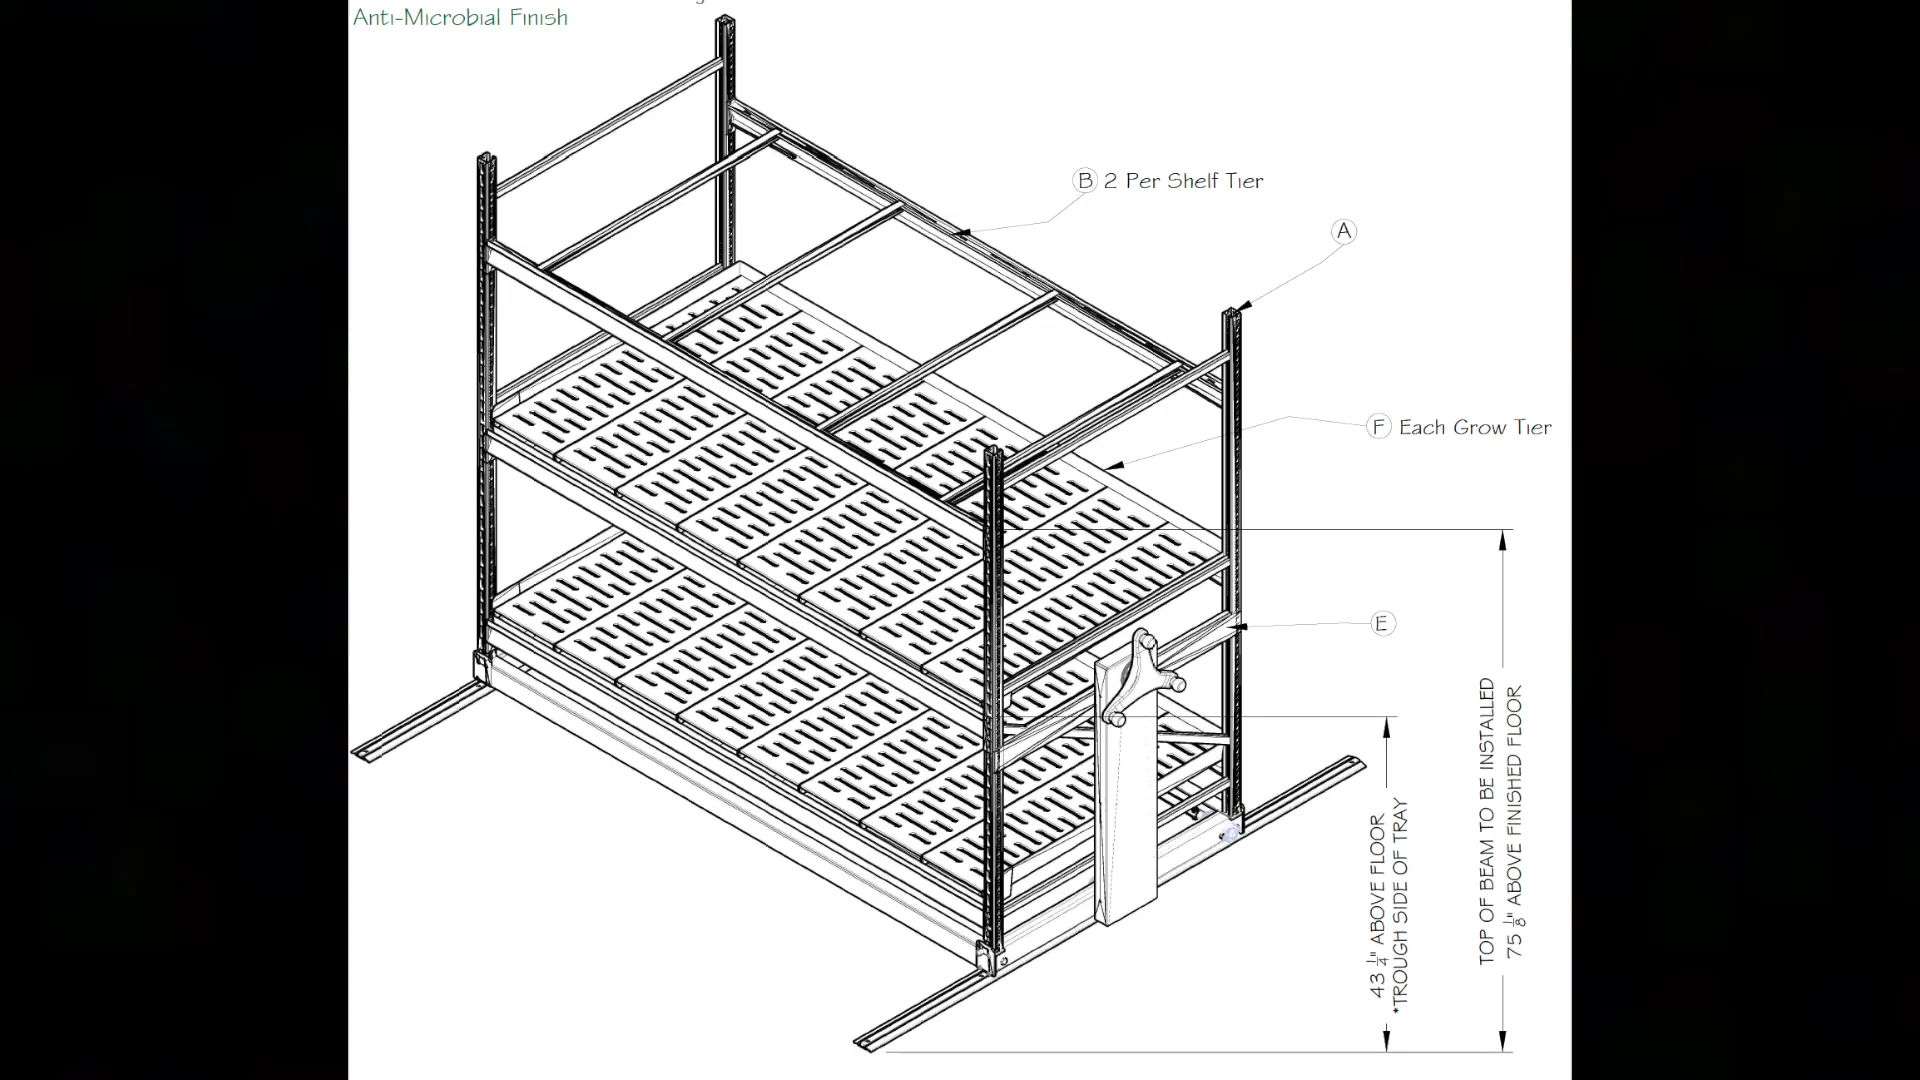 Anti-Microbial Finish
B 2 Per Shelf Tier
A
F Each Grow Tier
E
43 1/4" ABOVE FLOOR
*TROUGH SIDE OF TRAY
TOP OF BEAM TO BE INSTALLED
75 1/8" ABOVE FINISHED FLOOR